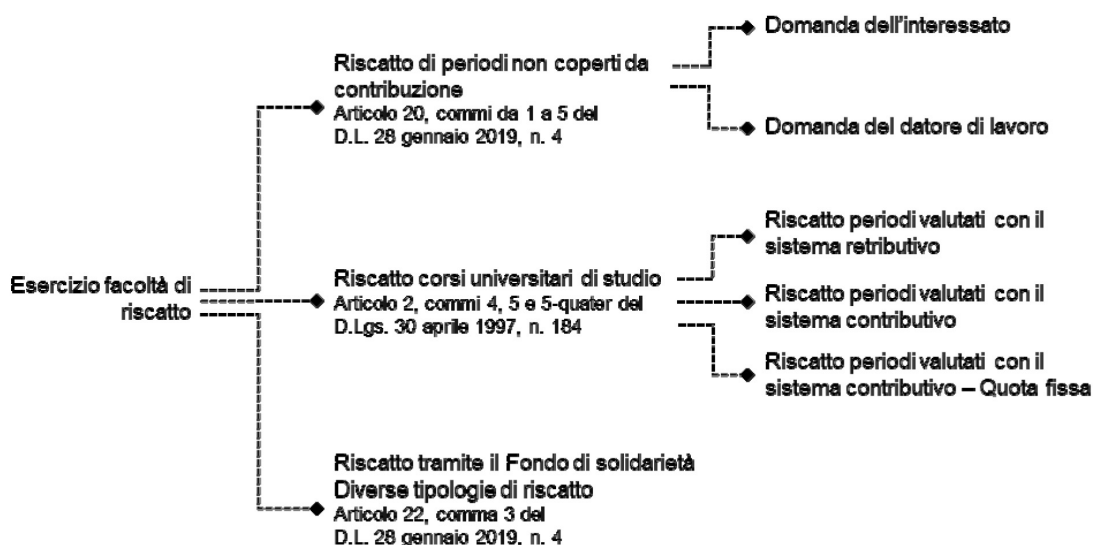 Esercizio facoltà di
riscatto
Riscatto di periodi non coperti da
contribuzione
Articolo 20, commi da 1 a 5 del
D.L. 28 gennaio 2019, n. 4
Domanda dell'interessato
Domanda del datore di lavoro
Riscatto corsi universitari di studio
Articolo 2, commi 4, 5 e 5-quater del
D.Lgs. 30 aprile 1997, n. 184
Riscatto periodi valutati con il
sistema retributivo
Riscatto periodi valutati con il
sistema contributivo
Riscatto periodi valutati con il
sistema contributivo – Quota fissa
Riscatto tramite il Fondo di solidarietà
Diverse tipologie di riscatto
Articolo 22, comma 3 del
D.L. 28 gennaio 2019, n. 4